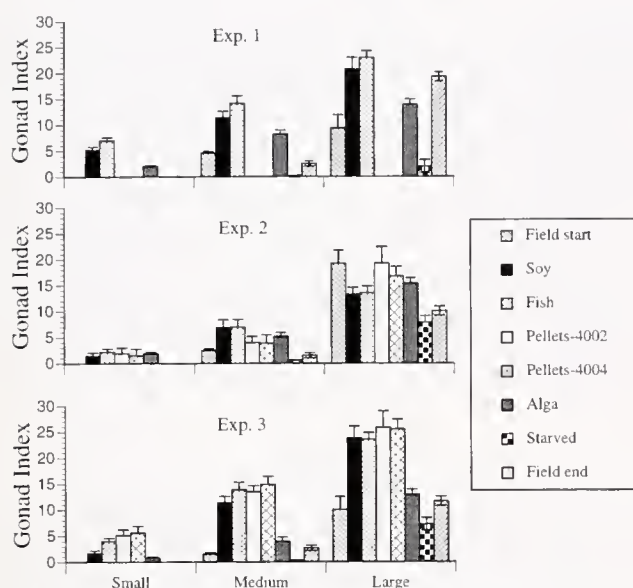 30
25
20
15
10
5
0
Gonad Index
Exp. 1
30
25
20
15
10
5
0
Gonad Index
Exp. 2
30
25
20
15
10
5
0
Gonad Index
Exp. 3
Small Medium Large
Field start
Soy
Fish
Pellets-4002
Pellets-4004
Alga
Starved
Field end